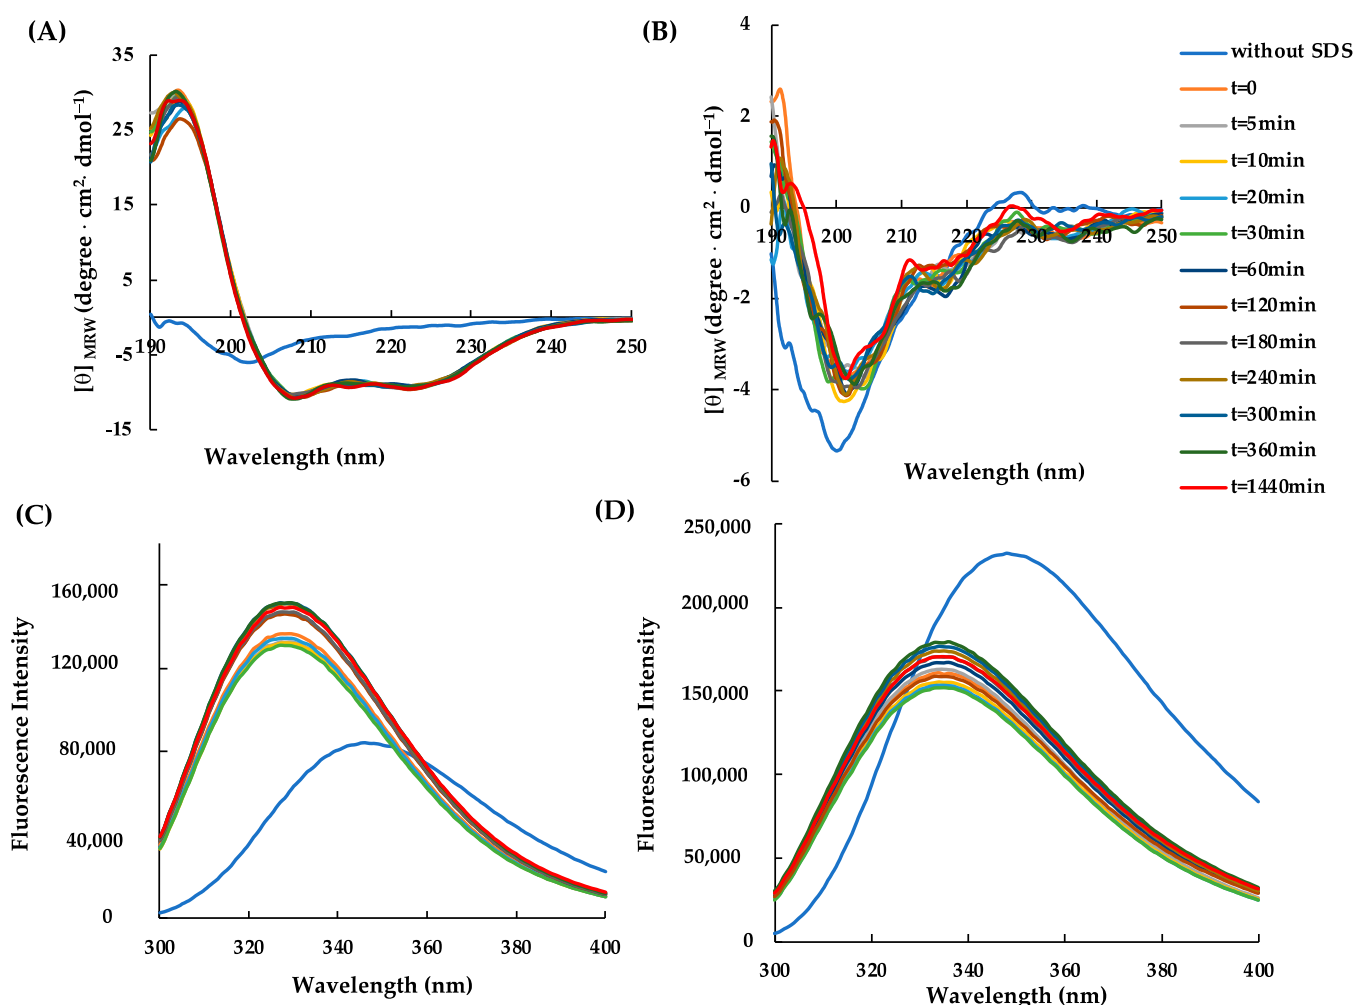 (A)
35
25
15
5
-5
-15
190
200
210
220
230
240
250
[θ] MRW (degree · cm² · dmol⁻¹)
Wavelength (nm)
(B)
4
2
0
-2
-4
-6
190
200
210
220
230
240
250
[θ] MRW (degree · cm² · dmol⁻¹)
Wavelength (nm)
without SDS
t=0
t=5min
t=10min
t=20min
t=30min
t=60min
t=120min
t=180min
t=240min
t=300min
t=360min
t=1440min
(C)
160,000
120,000
80,000
40,000
0
300
320
340
360
380
400
Fluorescence Intensity
Wavelength (nm)
(D)
250,000
200,000
150,000
100,000
50,000
0
300
320
340
360
380
400
Fluorescence Intensity
Wavelength (nm)